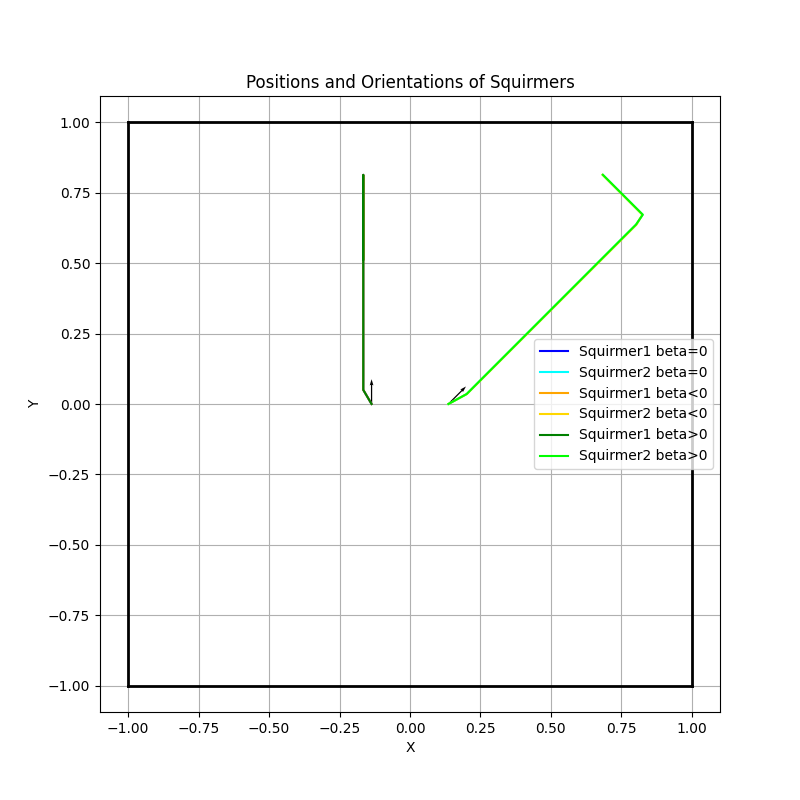 Positions and Orientations of Squirmers
1.00
0.75
0.50
0.25
0.00
−0.25
−0.50
−0.75
−1.00
Y
Squirmer1 beta=0
Squirmer2 beta=0
Squirmer1 beta<0
Squirmer2 beta<0
Squirmer1 beta>0
Squirmer2 beta>0
−1.00 −0.75 −0.50 −0.25 0.00 0.25 0.50 0.75 1.00
X